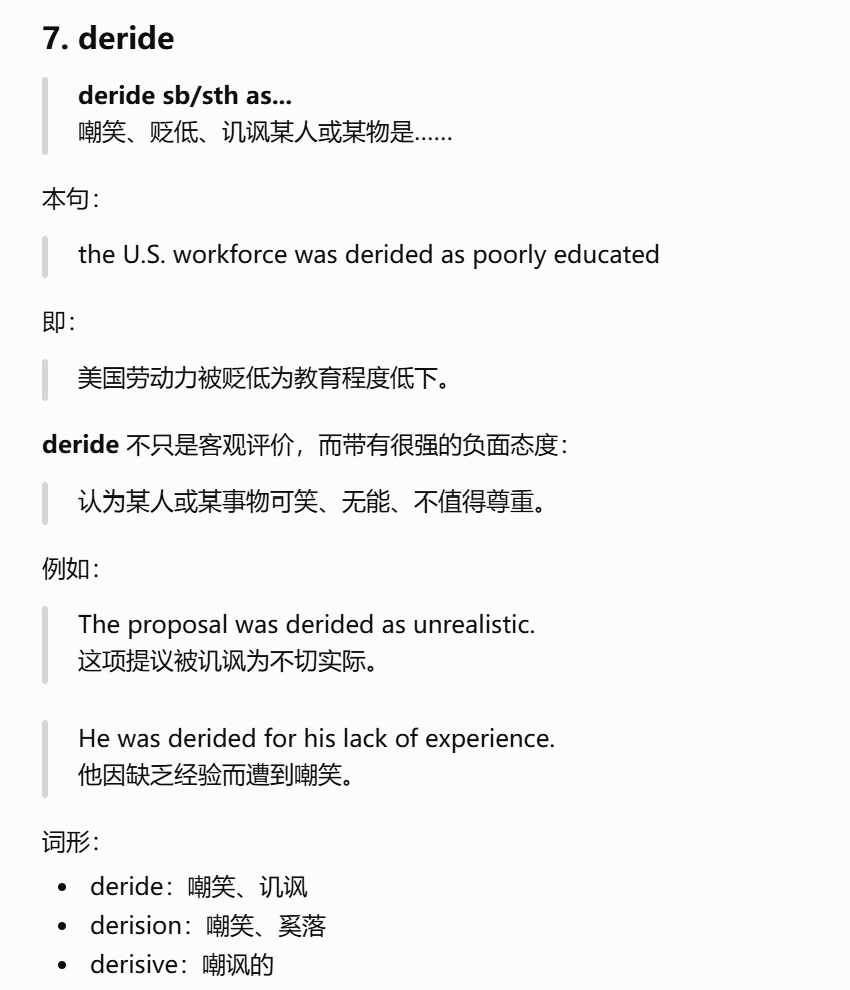 7. deride
deride sb/sth as...
嘲笑、贬低、讥讽某人或某物是……
本句：
the U.S. workforce was derided as poorly educated
即：
美国劳动力被贬低为教育程度低下。
deride 不只是客观评价，而带有很强的负面态度：
认为某人或某事物可笑、无能、不值得尊重。
例如：
The proposal was derided as unrealistic.
这项提议被讥讽为不切实际。
He was derided for his lack of experience.
他因缺乏经验而遭到嘲笑。
词形：
• deride：嘲笑、讥讽
• derision：嘲笑、奚落
• derisive：嘲讽的